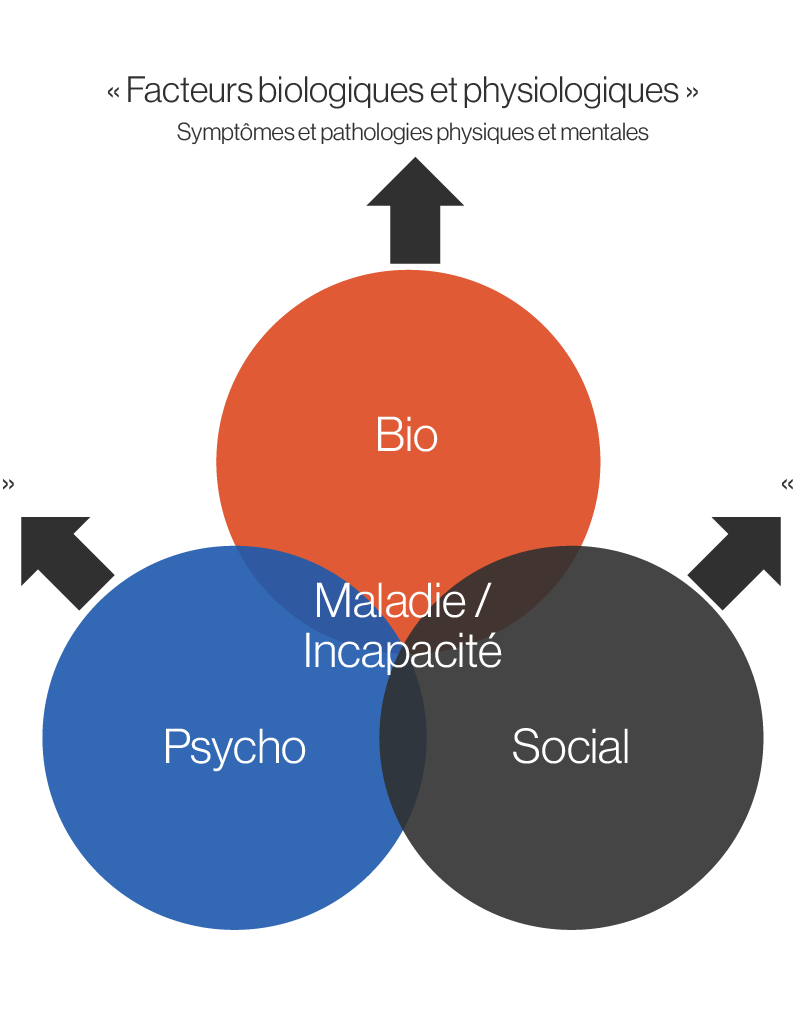 « Facteurs biologiques et physiologiques »
Symptômes et pathologies physiques et mentales
Bio
»
«
Maladie /
Incapacité
Psycho
Social